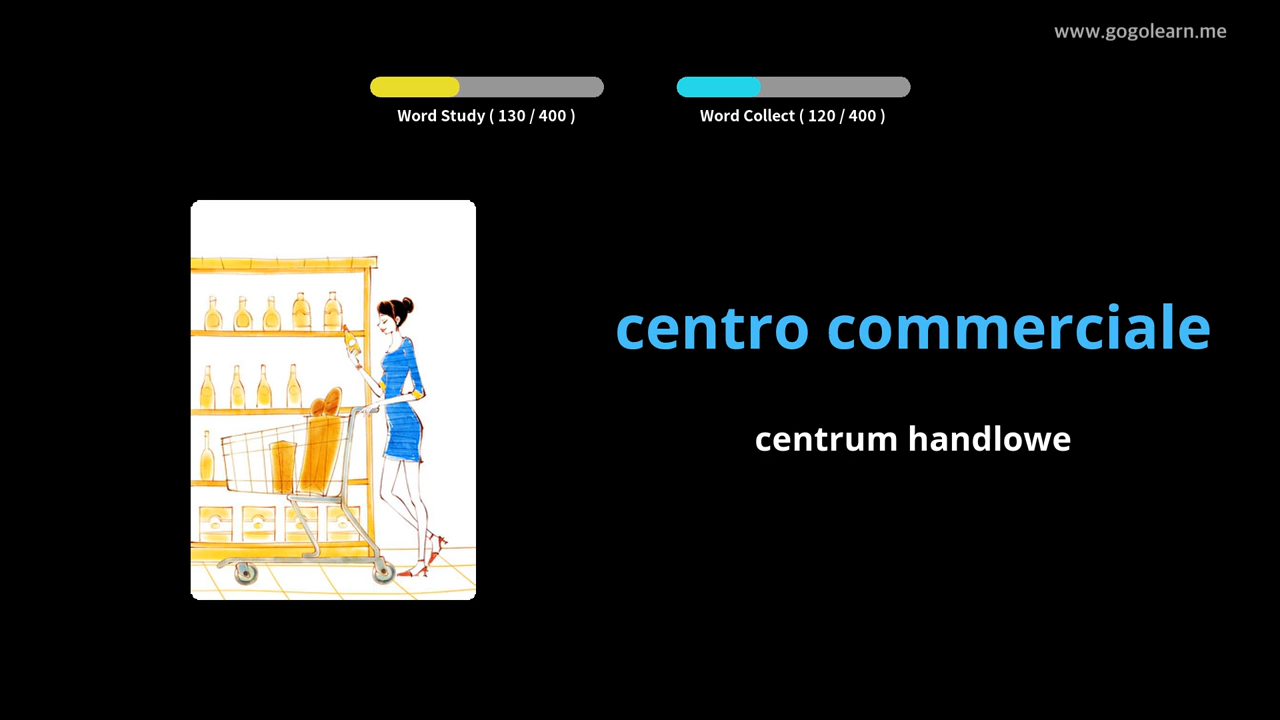 www.gogolearn.me
Word Study ( 130 / 400 )
Word Collect ( 120 / 400 )
centro commerciale
centrum handlowe